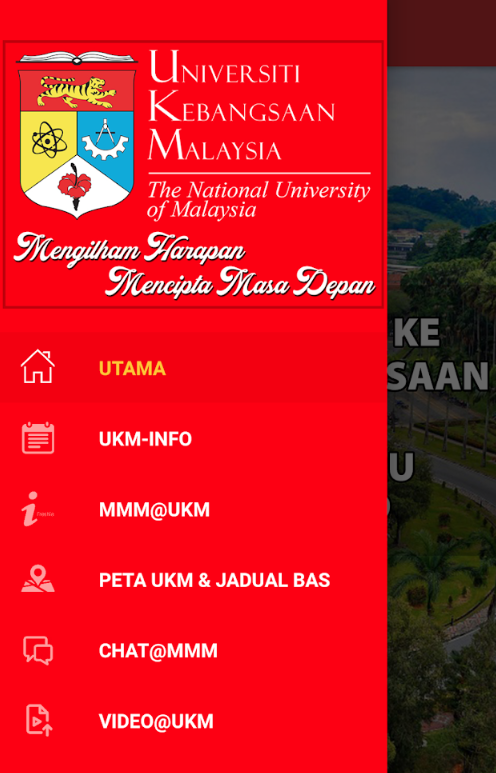 UNIVERSITI
KEBANGSAAN
MALAYSIA
The National University
of Malaysia
Mengilham Harapan
Mencipta Masa Depan
KE
SAAN
U
UTAMA
UKM-INFO
MMM@UKM
PETA UKM & JADUAL BAS
CHAT@MMM
VIDEO@UKM